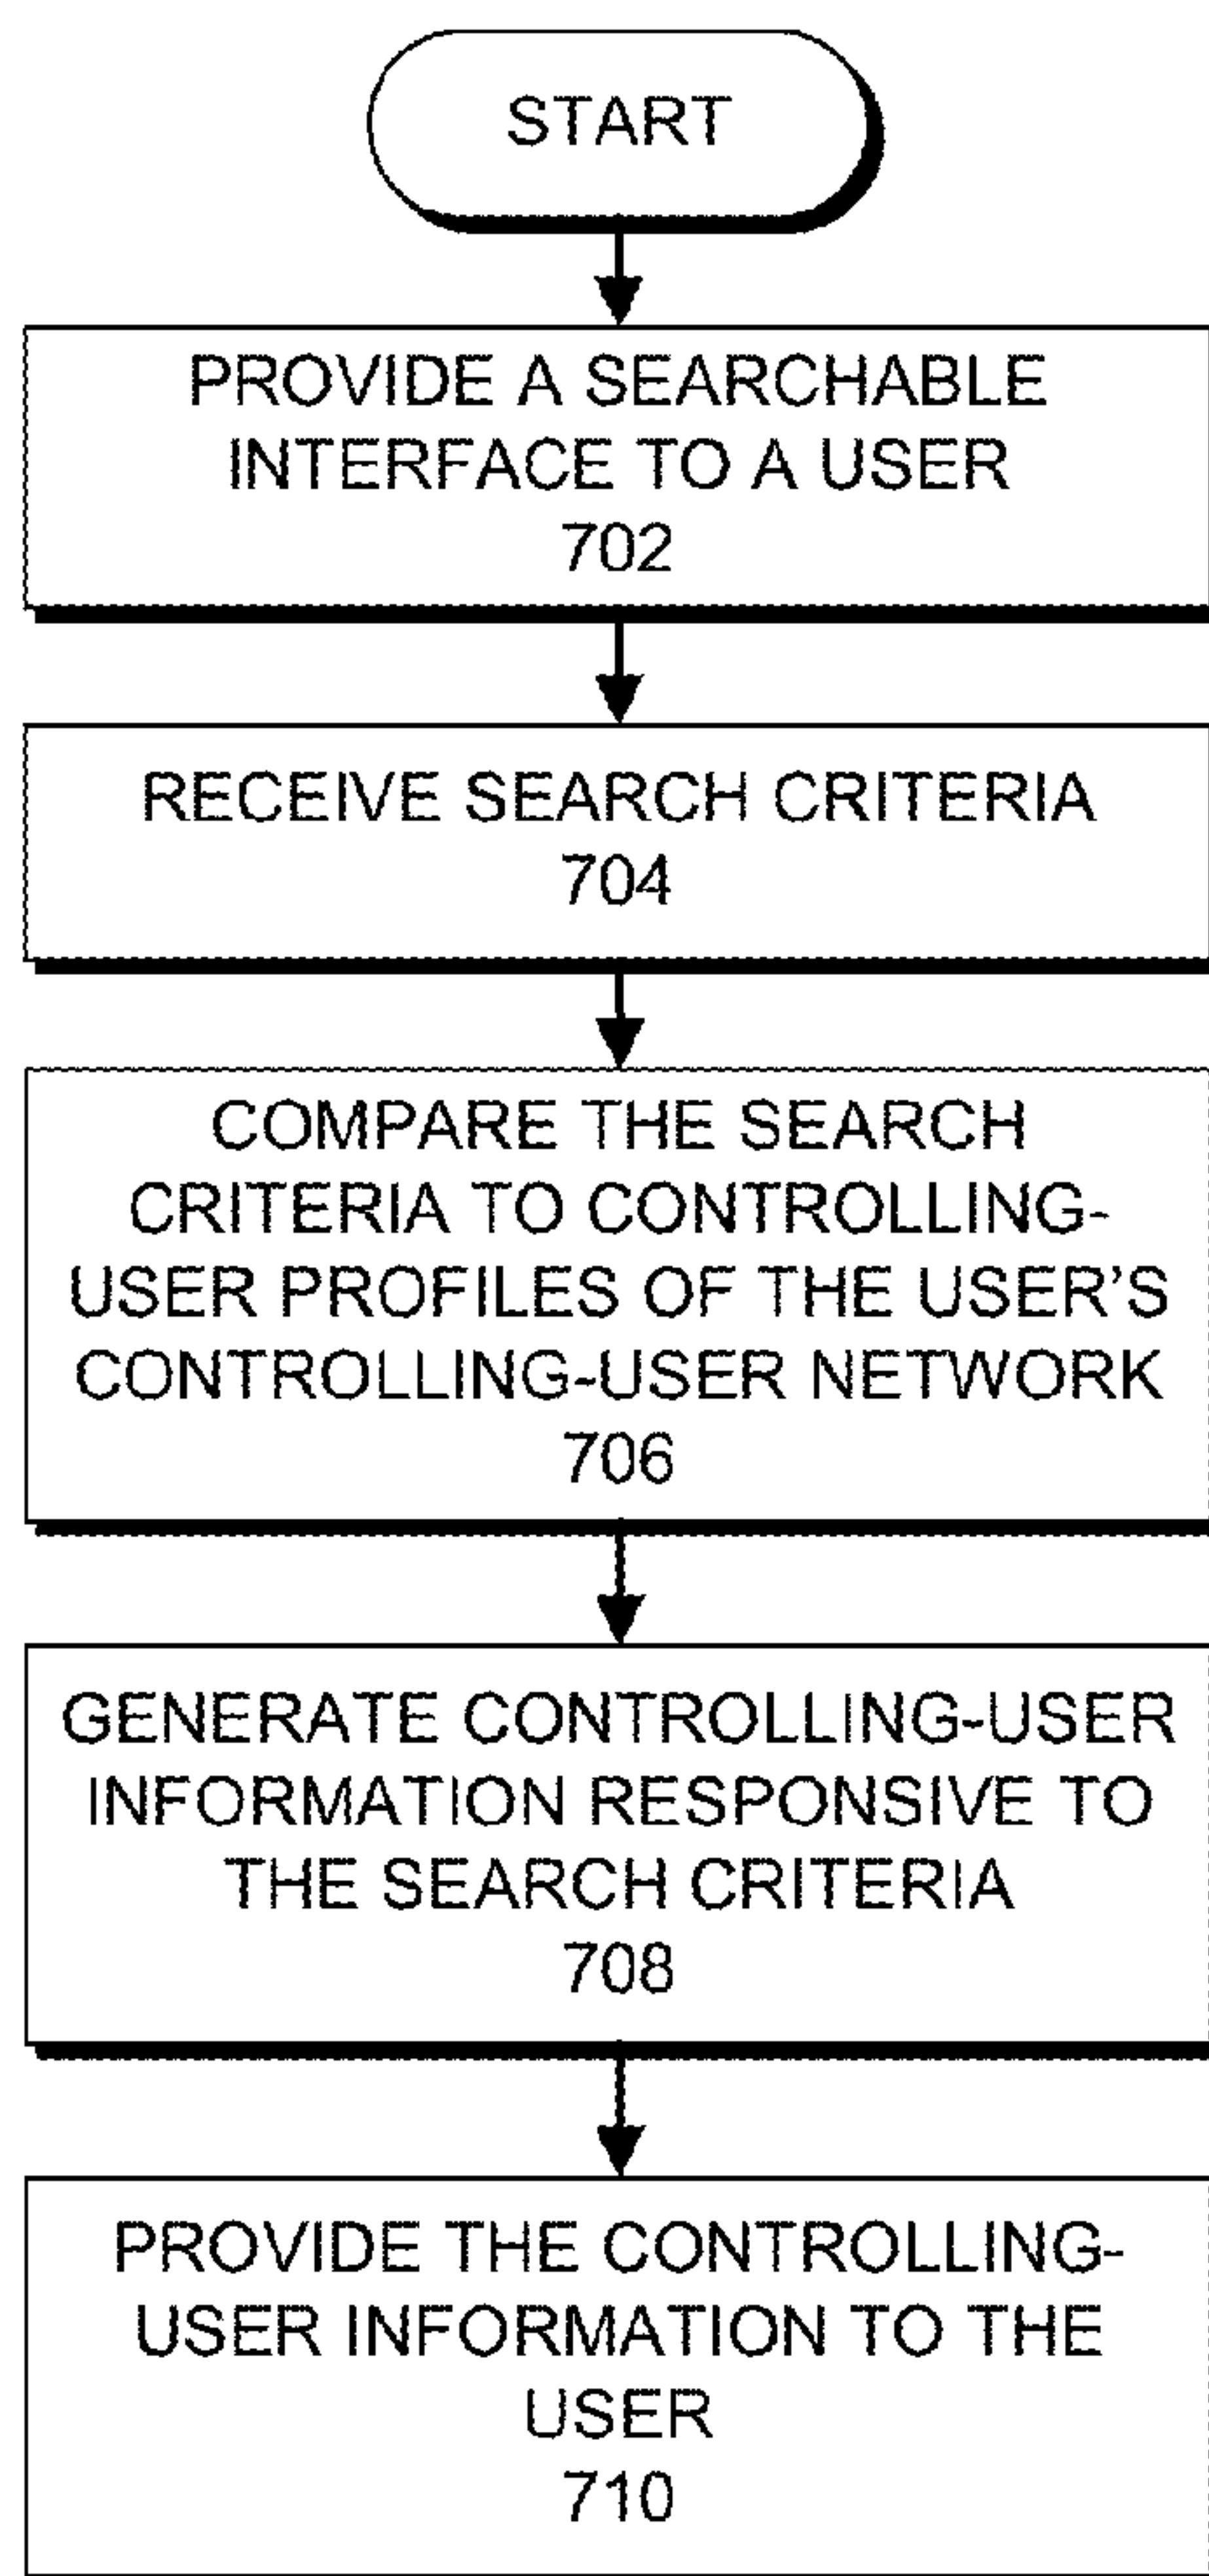 START
PROVIDE A SEARCHABLE
INTERFACE TO A USER
702
RECEIVE SEARCH CRITERIA
704
COMPARE THE SEARCH
CRITERIA TO CONTROLLING-
USER PROFILES OF THE USER'S
CONTROLLING-USER NETWORK
706
GENERATE CONTROLLING-USER
INFORMATION RESPONSIVE TO
THE SEARCH CRITERIA
708
PROVIDE THE CONTROLLING-
USER INFORMATION TO THE
USER
710